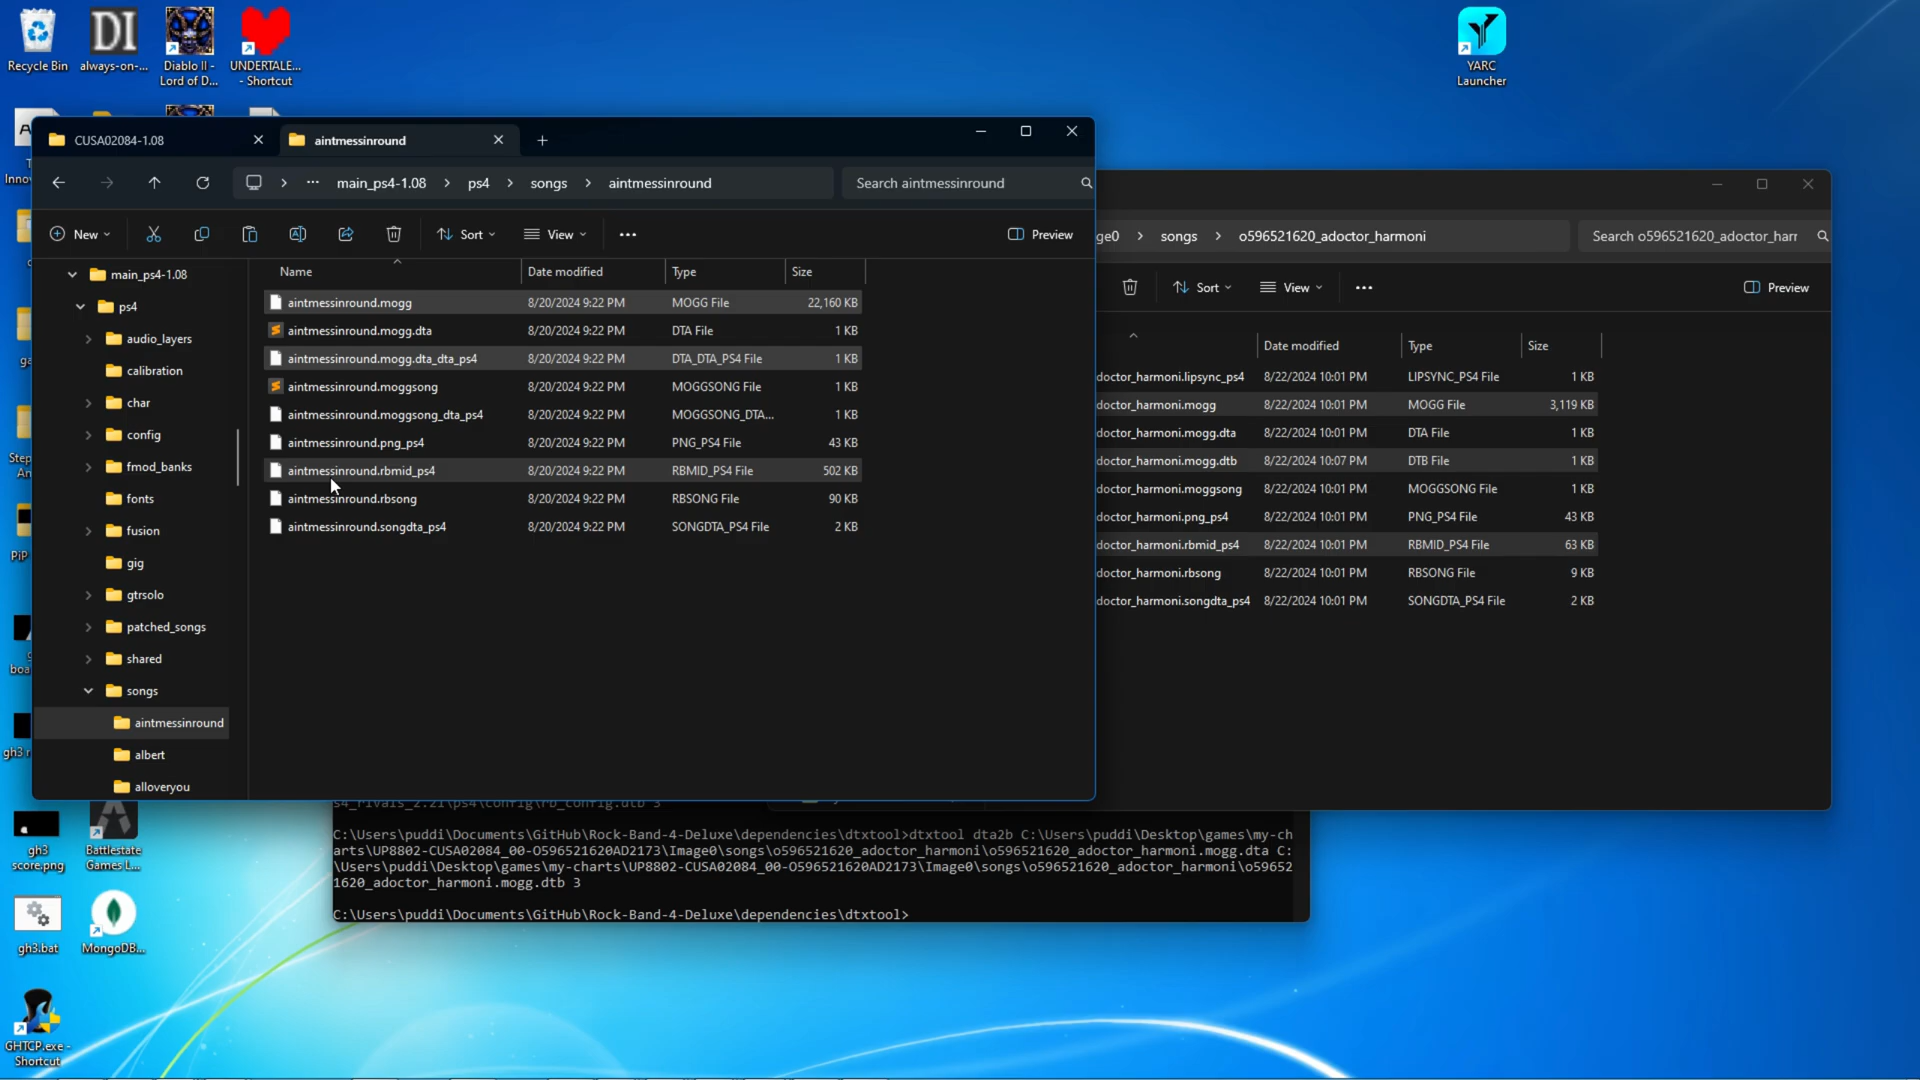 Recycle Bin
always-on-...
Diablo II -
Lord of D...
UNDERTALE...
- Shortcut
YARC
Launcher
CUSA02084-1.08
aintmessinround
main_ps4-1.08
ps4
songs
aintmessinround
Search aintmessinround
New
Sort
View
Preview
Name
Date modified
Type
Size
main_ps4-1.08
ps4
audio_layers
calibration
char
config
fmod_banks
fonts
fusion
gig
gtrsolo
patched_songs
shared
songs
aintmessinround
albert
alloveryou
aintmessinround.mogg 8/20/2024 9:22 PM MOGG File 22,160 KB
aintmessinround.mogg.dta 8/20/2024 9:22 PM DTA File 1 KB
aintmessinround.mogg.dta_dta_ps4 8/20/2024 9:22 PM DTA_DTA_PS4 File 1 KB
aintmessinround.moggsong 8/20/2024 9:22 PM MOGGSONG File 1 KB
aintmessinround.moggsong_dta_ps4 8/20/2024 9:22 PM MOGGSONG_DTA... 1 KB
aintmessinround.png_ps4 8/20/2024 9:22 PM PNG_PS4 File 43 KB
aintmessinround.rbmid_ps4 8/20/2024 9:22 PM RBMID_PS4 File 502 KB
aintmessinround.rbsong 8/20/2024 9:22 PM RBSONG File 90 KB
aintmessinround.songdta_ps4 8/20/2024 9:22 PM SONGDTA_PS4 File 2 KB
ge0
songs
o596521620_adoctor_harmoni
Search o596521620_adoctor_harr
Sort
View
Preview
Date modified
Type
Size
doctor_harmoni.lipsync_ps4 8/22/2024 10:01 PM LIPSYNC_PS4 File 1 KB
doctor_harmoni.mogg 8/22/2024 10:01 PM MOGG File 3,119 KB
doctor_harmoni.mogg.dta 8/22/2024 10:01 PM DTA File 1 KB
doctor_harmoni.mogg.dtb 8/22/2024 10:07 PM DTB File 1 KB
doctor_harmoni.moggsong 8/22/2024 10:01 PM MOGGSONG File 1 KB
doctor_harmoni.png_ps4 8/22/2024 10:01 PM PNG_PS4 File 43 KB
doctor_harmoni.rbmid_ps4 8/22/2024 10:01 PM RBMID_PS4 File 63 KB
doctor_harmoni.rbsong 8/22/2024 10:01 PM RBSONG File 9 KB
doctor_harmoni.songdta_ps4 8/22/2024 10:01 PM SONGDTA_PS4 File 2 KB
C:\Users\puddi\Documents\GitHub\Rock-Band-4-Deluxe\dependencies\dtxtool>dtxtool dta2b C:\Users\puddi\Desktop\games\my-ch
arts\UP8802-CUSA02084_00-O596521620AD2173\Image0\songs\o596521620_adoctor_harmoni\o596521620_adoctor_harmoni.mogg.dta C:
\Users\puddi\Desktop\games\my-charts\UP8802-CUSA02084_00-O596521620AD2173\Image0\songs\o596521620_adoctor_harmoni\o59652
1620_adoctor_harmoni.mogg.dtb 3
C:\Users\puddi\Documents\GitHub\Rock-Band-4-Deluxe\dependencies\dtxtool>
gh3
score.png
Battlestate
Games L...
gh3.bat
MongoDB...
GHTCP.exe -
Shortcut